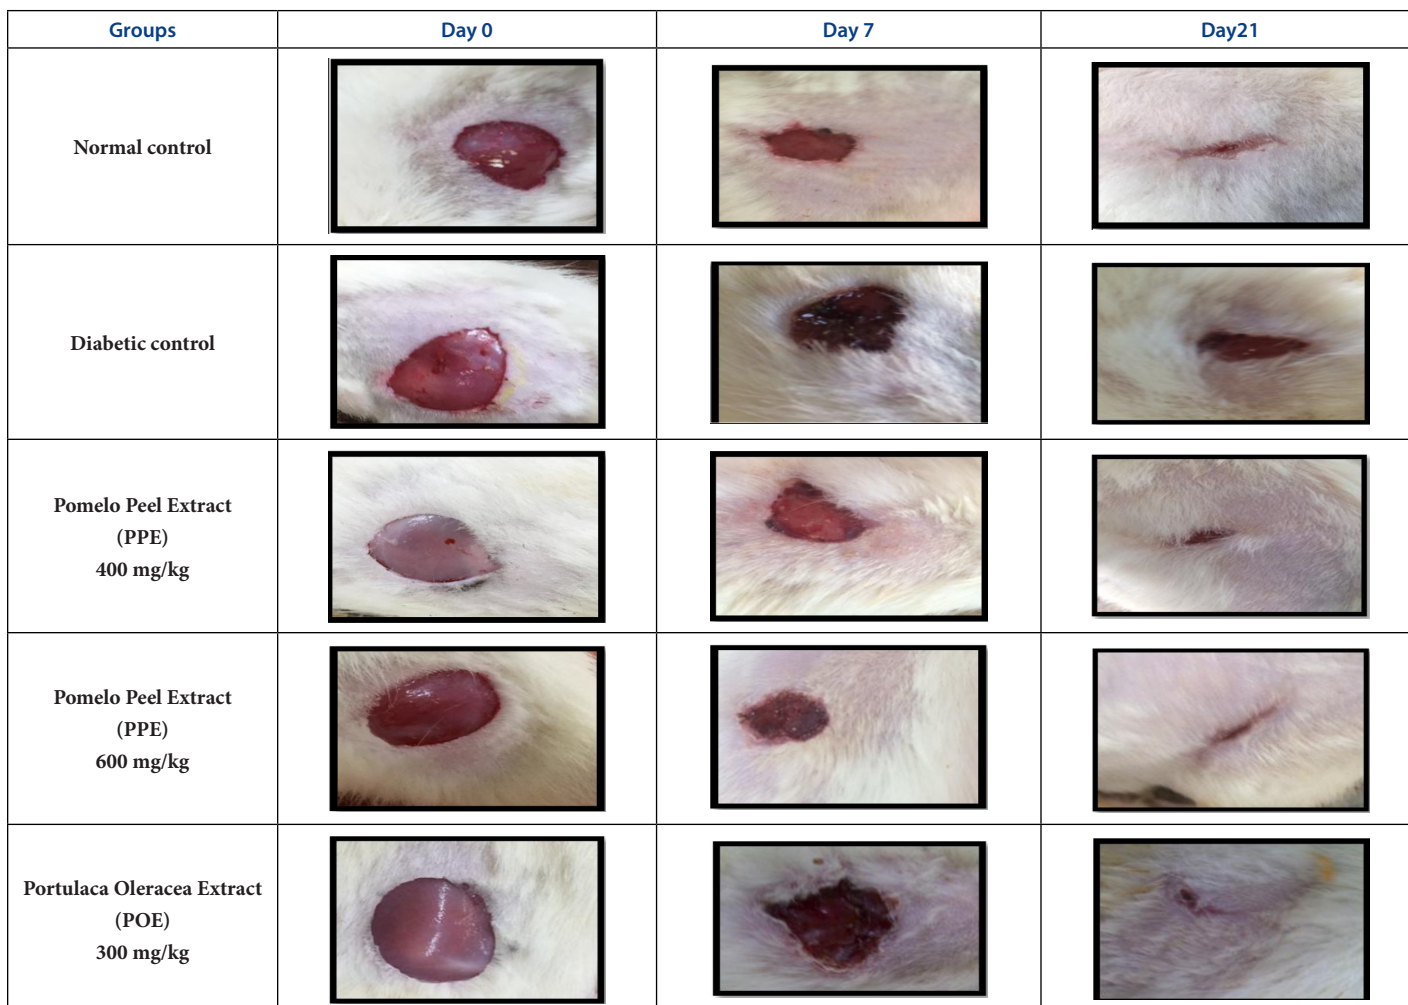 Groups
Day 0
Day 7
Day21
Normal control
Diabetic control
Pomelo Peel Extract
(PPE)
400 mg/kg
Pomelo Peel Extract
(PPE)
600 mg/kg
Portulaca Oleracea Extract
(POE)
300 mg/kg